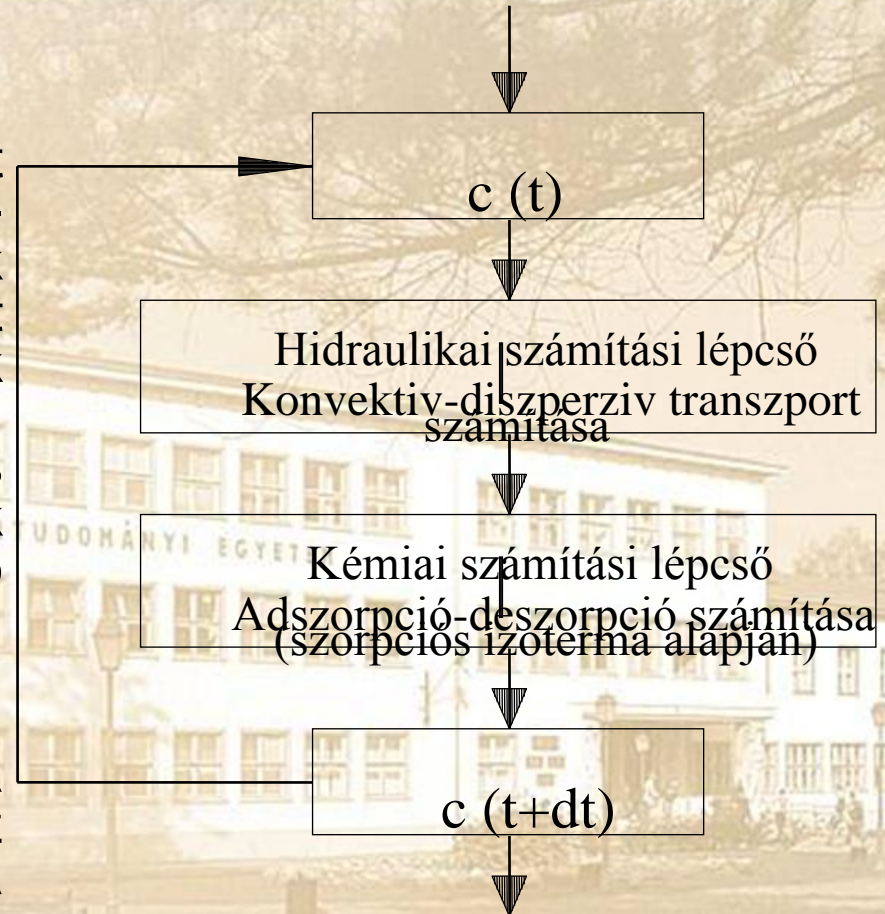 c (t)
Hidraulikai számítási lépcső
Konvektiv-diszperziv transzport
számítása
TUDOMÁNYI EGYET
Kémiai számítási lépcső
Adszorpció-deszorpció számítása
(szorpciós izoterma alapján)
c (t+dt)